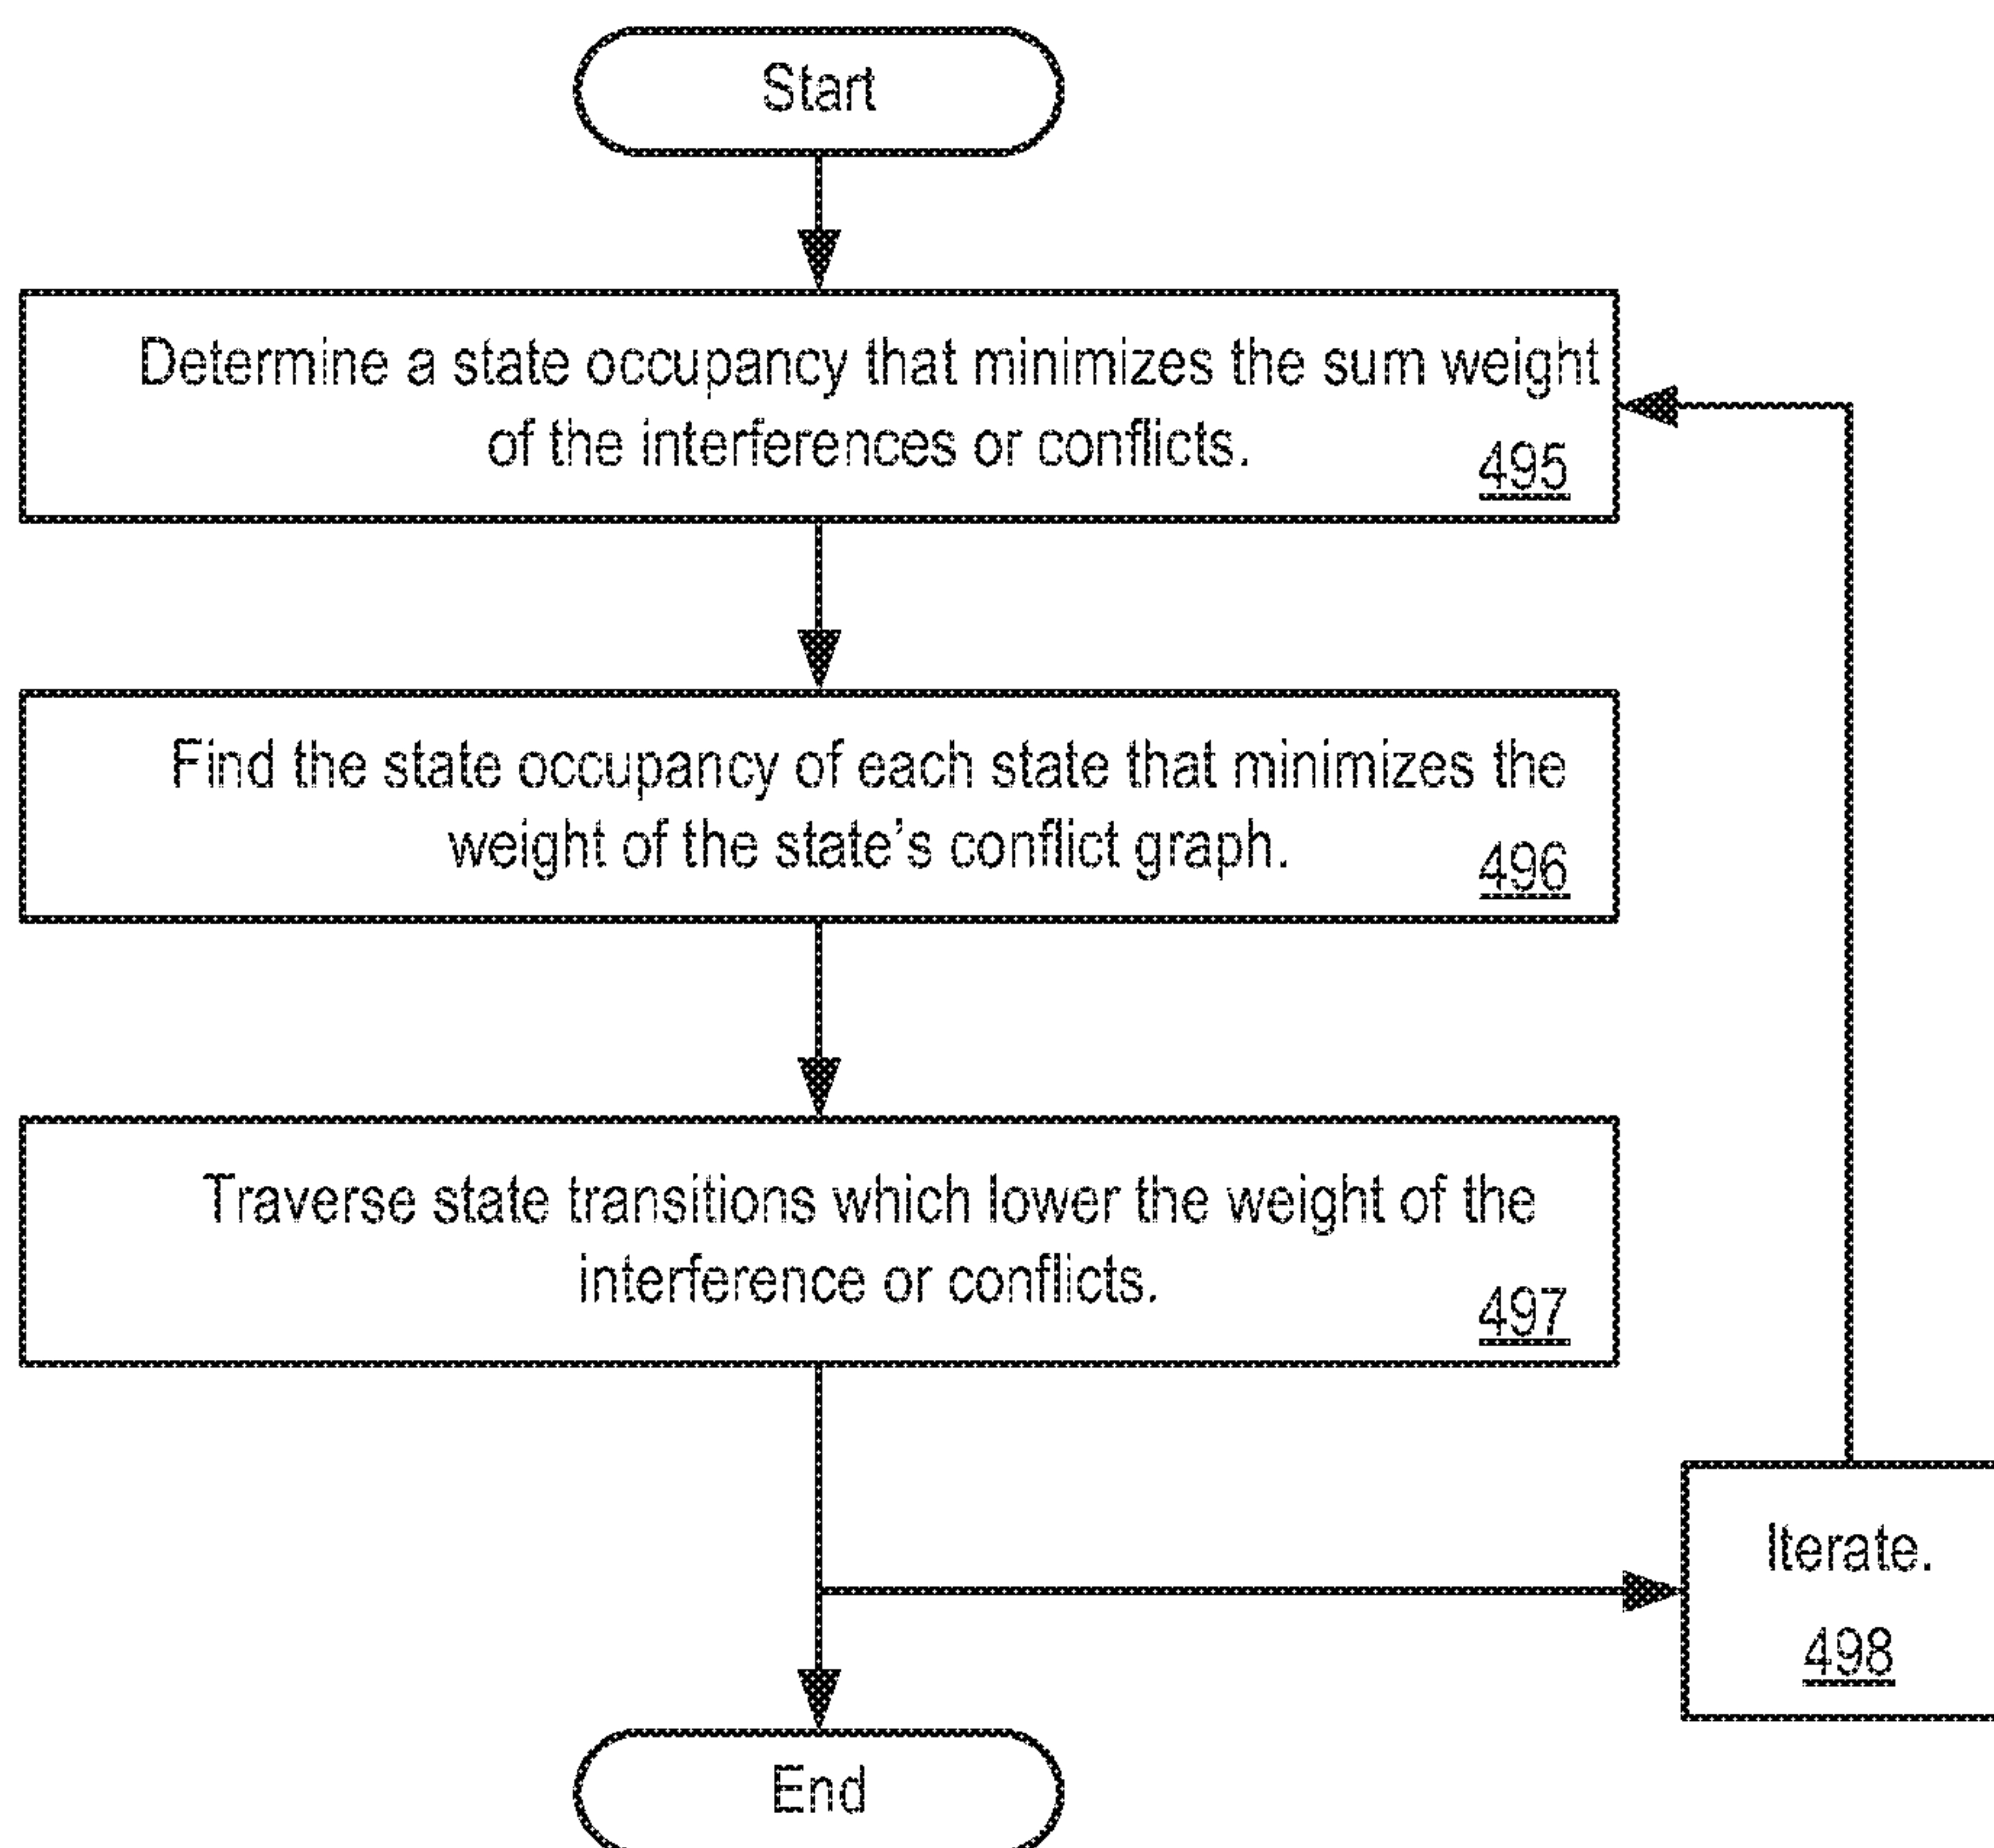 Start
Determine a state occupancy that minimizes the sum weight
of the interferences or conflicts.
495
Find the state occupancy of each state that minimizes the
weight of the state's conflict graph.
496
Traverse state transitions which lower the weight of the
interference or conflicts.
497
Iterate.
498
End